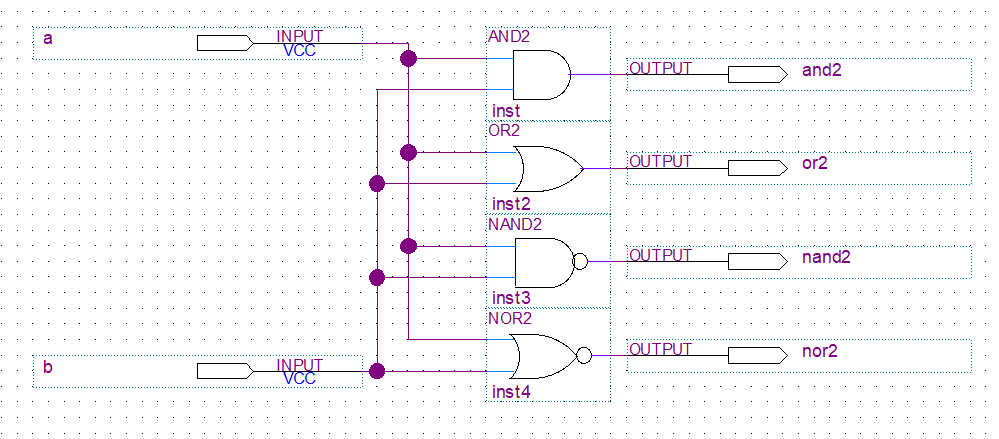 a
INPUT
VCC
AND2
inst
OUTPUT
and2
OR2
inst2
OUTPUT
or2
NAND2
inst3
OUTPUT
nand2
NOR2
inst4
OUTPUT
nor2
b
INPUT
VCC